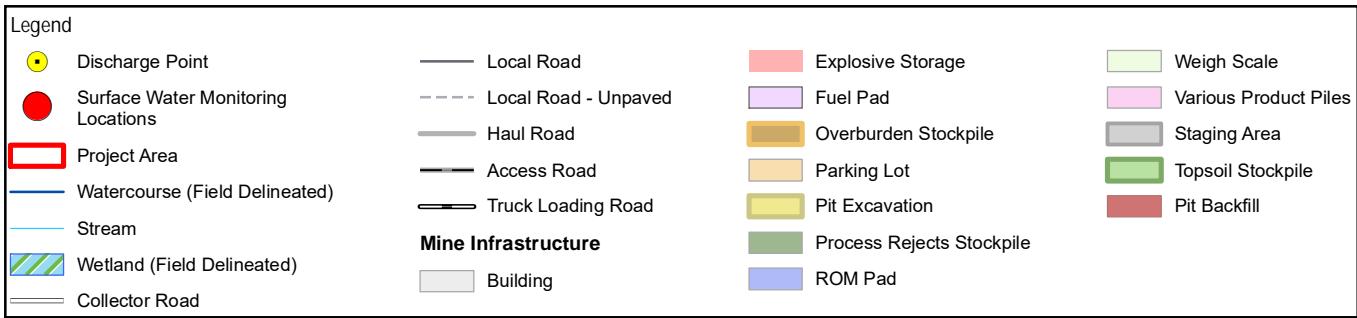 Legend
Discharge Point
Surface Water Monitoring
Locations
Project Area
Watercourse (Field Delineated)
Stream
Wetland (Field Delineated)
Collector Road
Local Road
Local Road - Unpaved
Haul Road
Access Road
Truck Loading Road
Mine Infrastructure
Building
Explosive Storage
Fuel Pad
Overburden Stockpile
Parking Lot
Pit Excavation
Process Rejects Stockpile
ROM Pad
Weigh Scale
Various Product Piles
Staging Area
Topsoil Stockpile
Pit Backfill